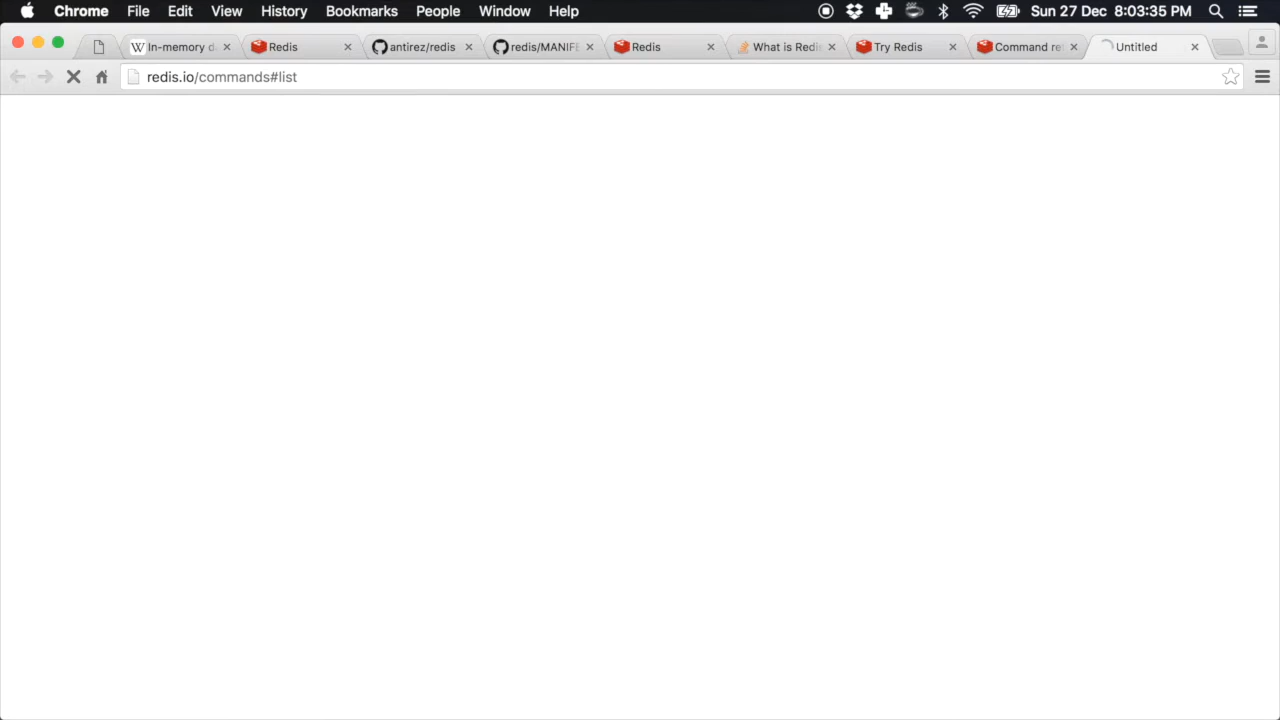 Chrome File Edit View History Bookmarks People Window Help Sun 27 Dec 8:03:35 PM
In-memory d Redis antirez/redis redis/MANIFE Redis What is Redi Try Redis Command re Untitled
redis.io/commands#list